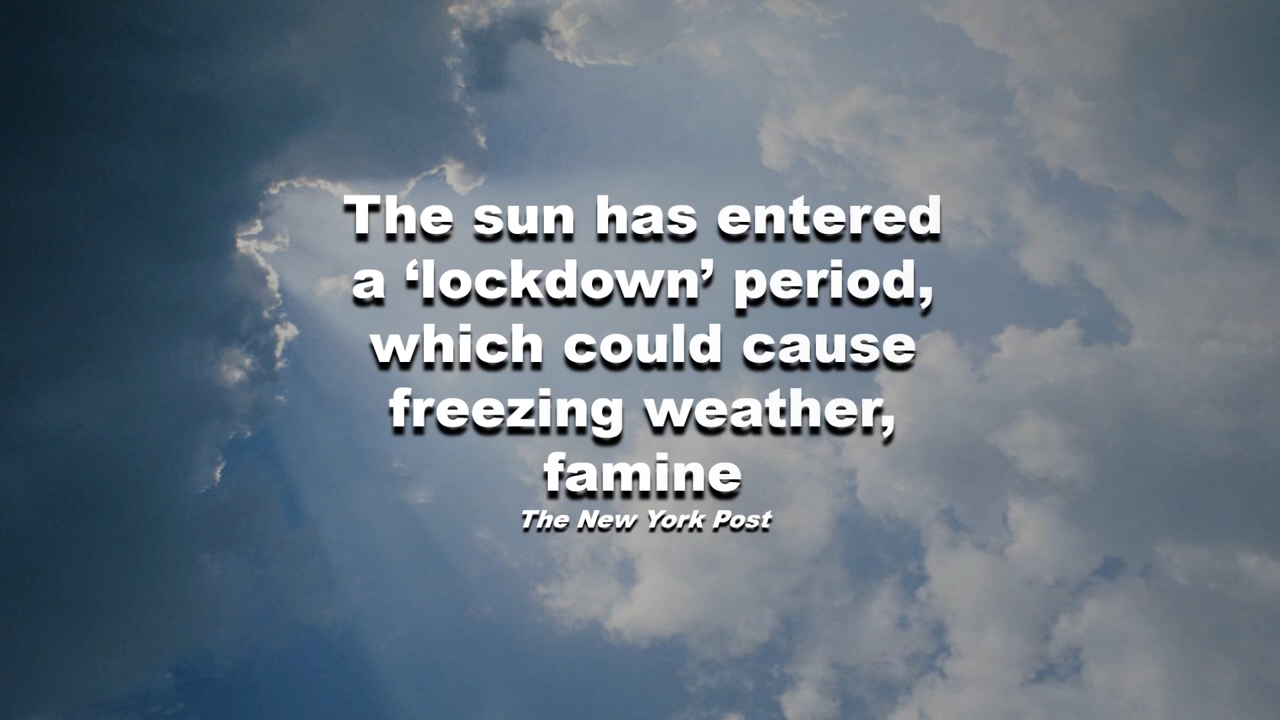 The sun has entered
a ‘lockdown’ period,
which could cause
freezing weather,
famine
The New York Post